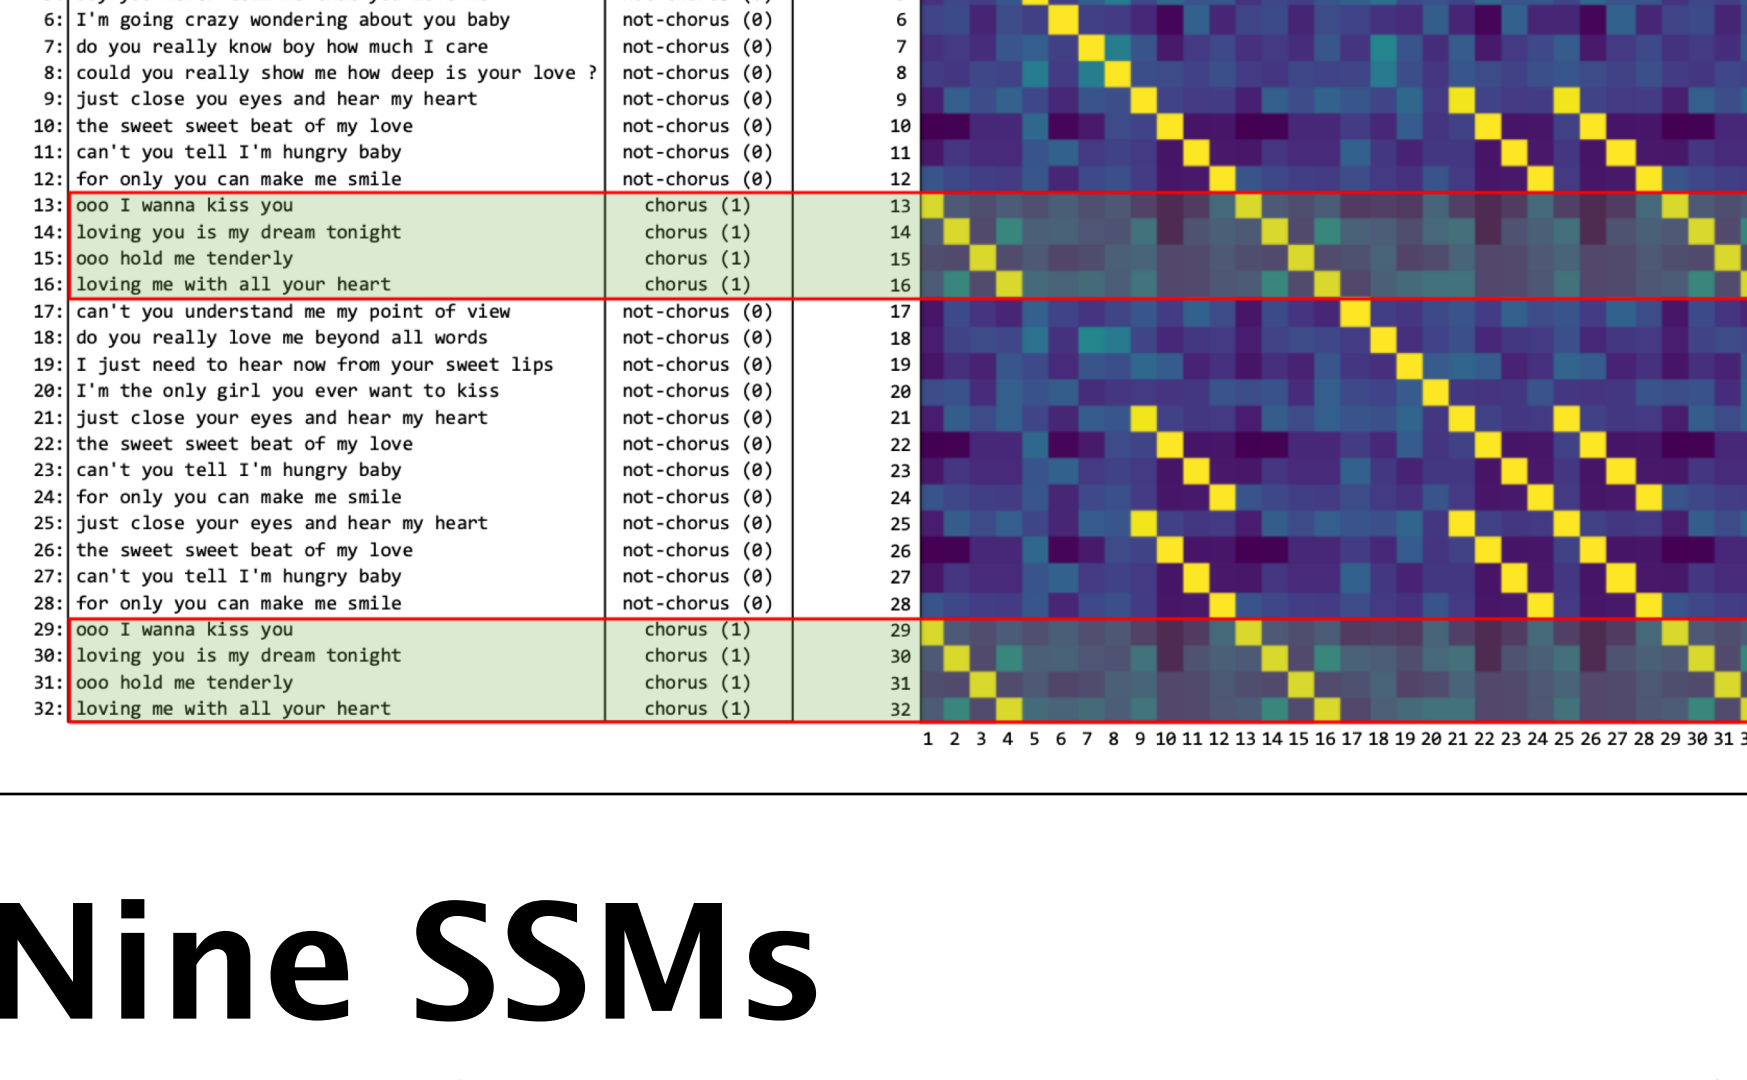 6: I'm going crazy wondering about you baby not-chorus (0) 6
7: do you really know boy how much I care not-chorus (0) 7
8: could you really show me how deep is your love ? not-chorus (0) 8
9: just close you eyes and hear my heart not-chorus (0) 9
10: the sweet sweet beat of my love not-chorus (0) 10
11: can't you tell I'm hungry baby not-chorus (0) 11
12: for only you can make me smile not-chorus (0) 12
13: ooo I wanna kiss you chorus (1) 13
14: loving you is my dream tonight chorus (1) 14
15: ooo hold me tenderly chorus (1) 15
16: loving me with all your heart chorus (1) 16
17: can't you understand me my point of view not-chorus (0) 17
18: do you really love me beyond all words not-chorus (0) 18
19: I just need to hear now from your sweet lips not-chorus (0) 19
20: I'm the only girl you ever want to kiss not-chorus (0) 20
21: just close your eyes and hear my heart not-chorus (0) 21
22: the sweet sweet beat of my love not-chorus (0) 22
23: can't you tell I'm hungry baby not-chorus (0) 23
24: for only you can make me smile not-chorus (0) 24
25: just close your eyes and hear my heart not-chorus (0) 25
26: the sweet sweet beat of my love not-chorus (0) 26
27: can't you tell I'm hungry baby not-chorus (0) 27
28: for only you can make me smile not-chorus (0) 28
29: ooo I wanna kiss you chorus (1) 29
30: loving you is my dream tonight chorus (1) 30
31: ooo hold me tenderly chorus (1) 31
32: loving me with all your heart chorus (1) 32
1 2 3 4 5 6 7 8 9 10 11 12 13 14 15 16 17 18 19 20 21 22 23 24 25 26 27 28 29 30 31
Nine SSMs